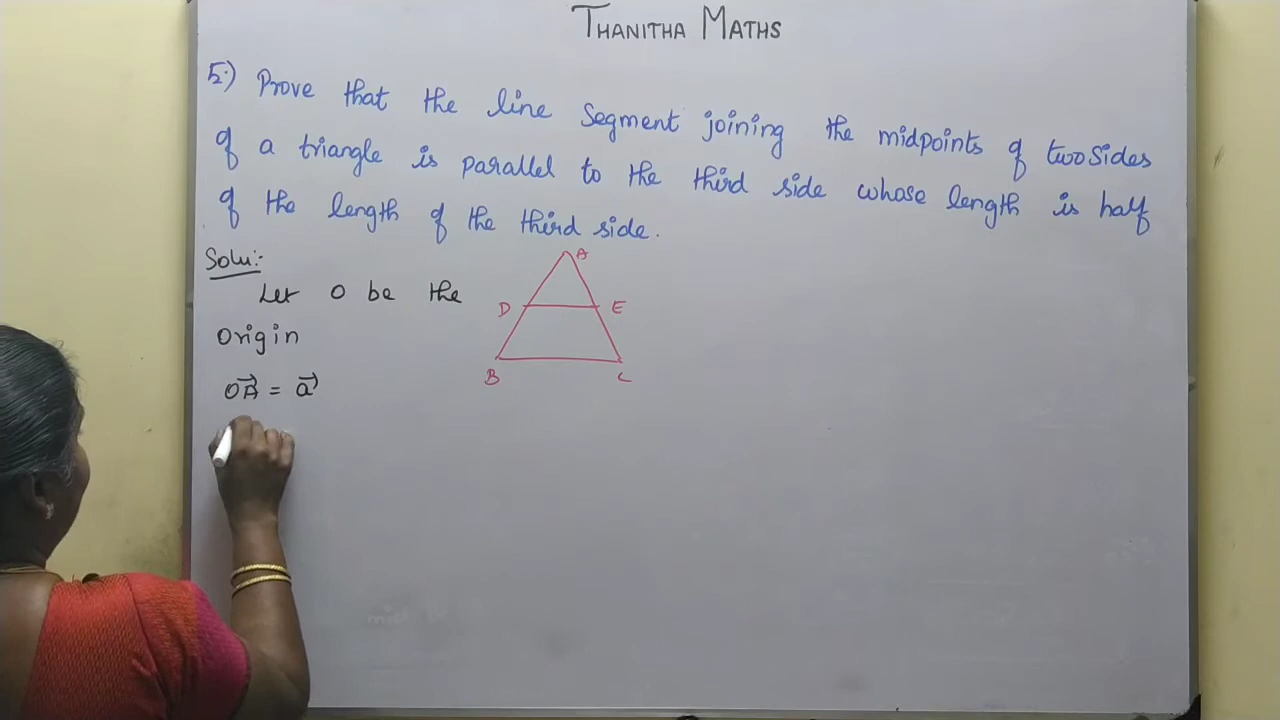 THANITHA MATHS
5.) Prove that the line Segment joining the midpoints of two Sides
of a triangle is parallel to the third side whose length is half
of the length of the third side.
Solu:-
Let O be the
Origin
A
D E
B C
OA⃗ = a⃗